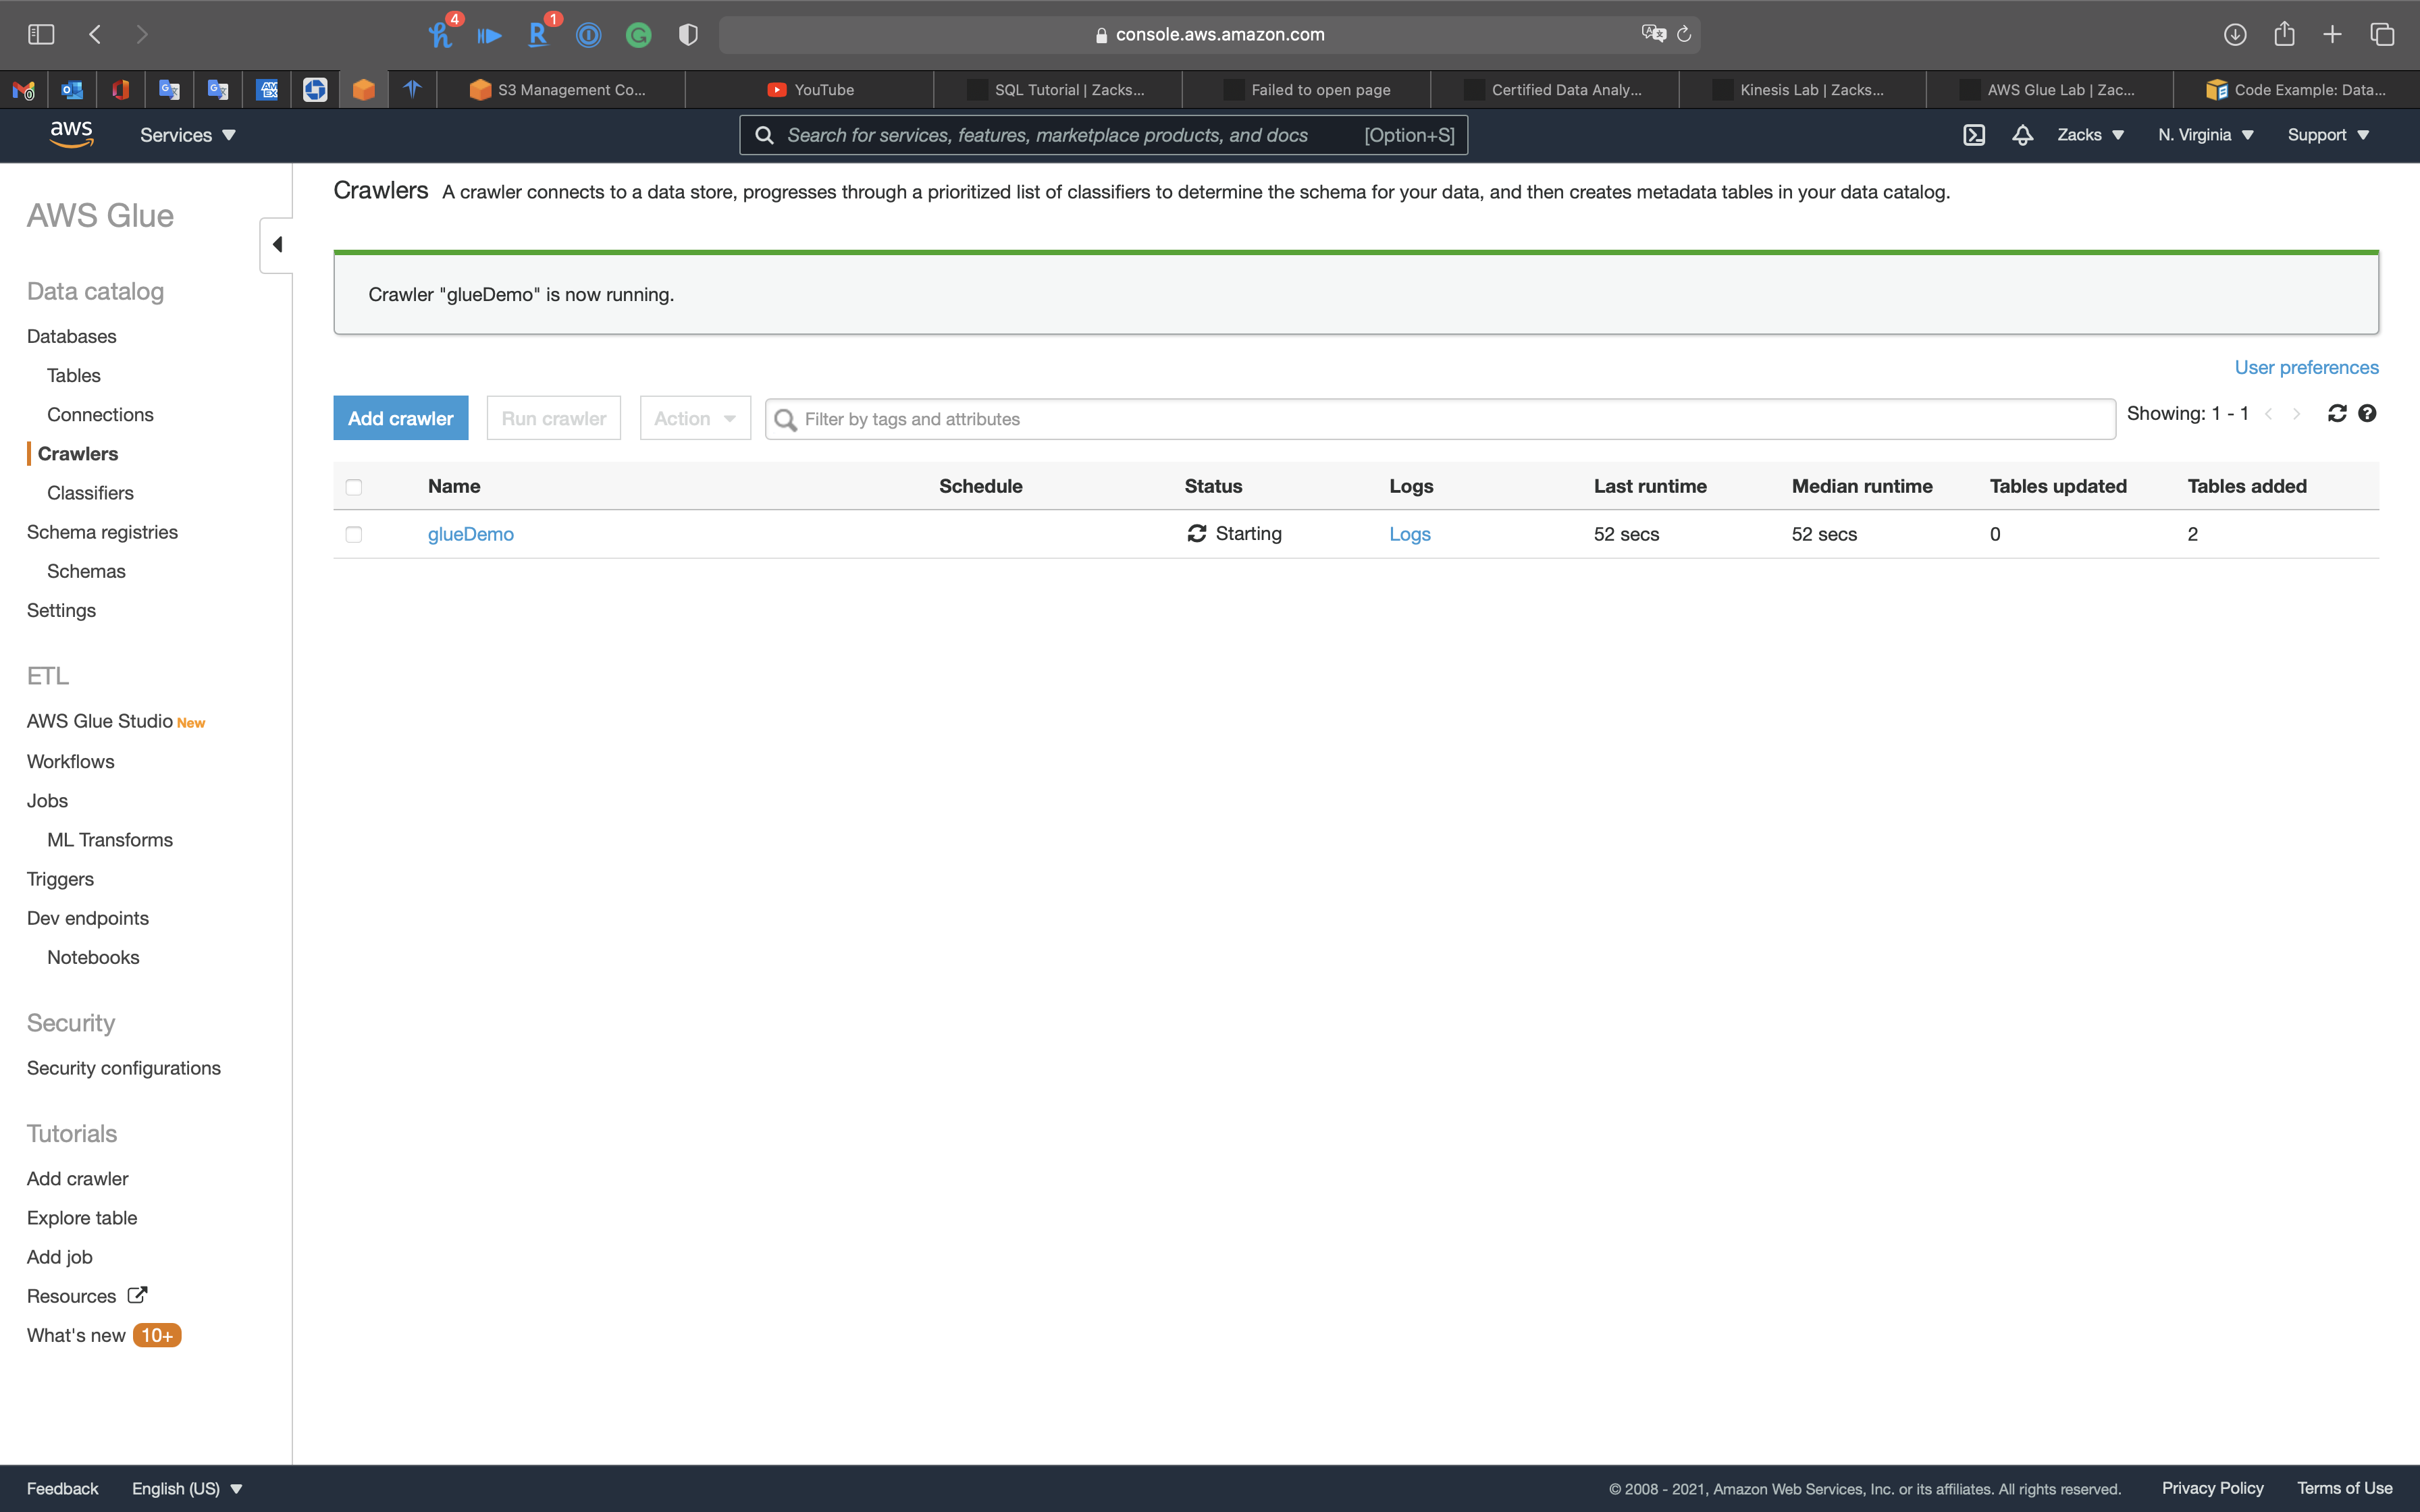 4
1
console.aws.amazon.com
S3 Management Co...
YouTube
SQL Tutorial | Zacks...
Failed to open page
Certified Data Analy...
Kinesis Lab | Zacks...
AWS Glue Lab | Zac...
Code Example: Data...
aws
Services
Search for services, features, marketplace products, and docs [Option+S]
Zacks
N. Virginia
Support
AWS Glue
Data catalog
Databases
Tables
Connections
Crawlers
Classifiers
Schema registries
Schemas
Settings
ETL
AWS Glue Studio New
Workflows
Jobs
ML Transforms
Triggers
Dev endpoints
Notebooks
Security
Security configurations
Tutorials
Add crawler
Explore table
Add job
Resources
What's new 10+
Crawlers A crawler connects to a data store, progresses through a prioritized list of classifiers to determine the schema for your data, and then creates metadata tables in your data catalog.
Crawler "glueDemo" is now running.
User preferences
Add crawler
Run crawler
Action
Filter by tags and attributes
Showing: 1 - 1
Name Schedule Status Logs Last runtime Median runtime Tables updated Tables added
glueDemo Starting Logs 52 secs 52 secs 0 2
Feedback
English (US)
© 2008 - 2021, Amazon Web Services, Inc. or its affiliates. All rights reserved.
Privacy Policy
Terms of Use